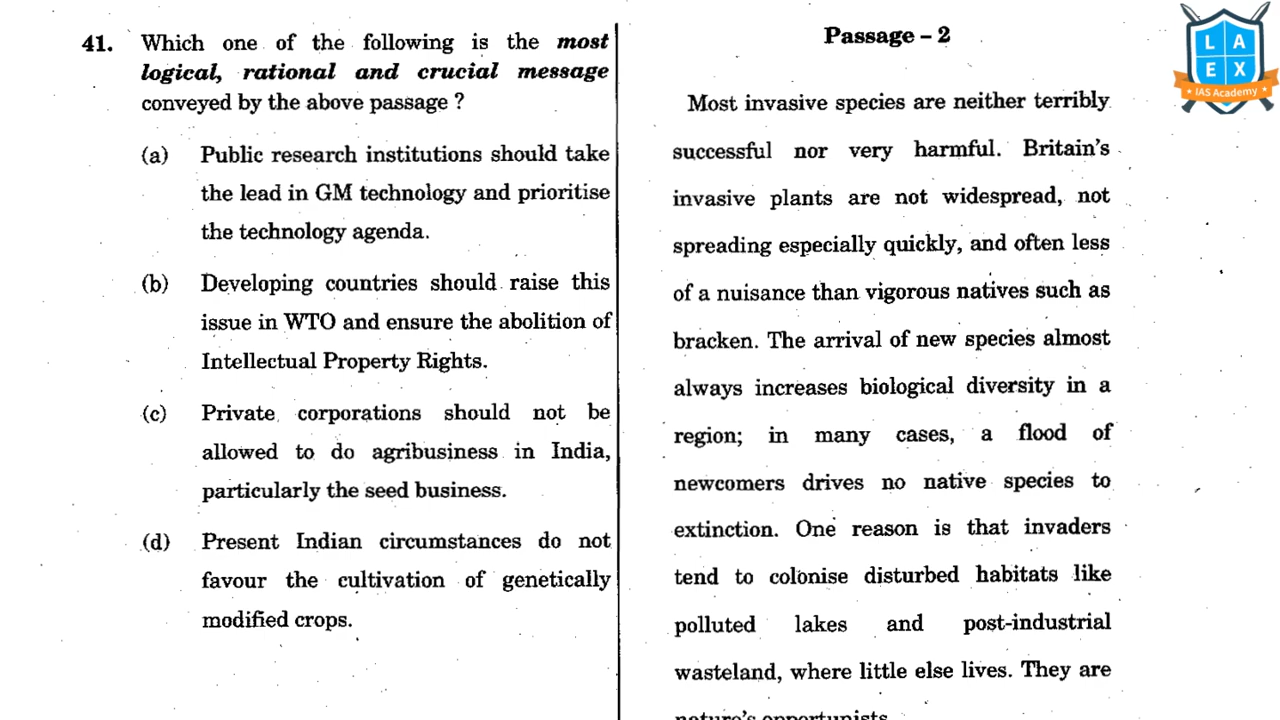 41. Which one of the following is the most
logical, rational and crucial message
conveyed by the above passage ?
(a) Public research institutions should take
the lead in GM technology and prioritise
the technology agenda.
(b) Developing countries should raise this
issue in WTO and ensure the abolition of
Intellectual Property Rights.
(c) Private corporations should not be
allowed to do agribusiness in India,
particularly the seed business.
(d) Present Indian circumstances do not
favour the cultivation of genetically
modified crops.
Passage – 2
Most invasive species are neither terribly
successful nor very harmful. Britain's
invasive plants are not widespread, not
spreading especially quickly, and often less
of a nuisance than vigorous natives such as
bracken. The arrival of new species almost
always increases biological diversity in a
region; in many cases, a flood of
newcomers drives no native species to
extinction. One reason is that invaders
tend to colonise disturbed habitats like
polluted lakes and post-industrial
wasteland, where little else lives. They are
nature's opportunists.
L A
E X
IAS Academy